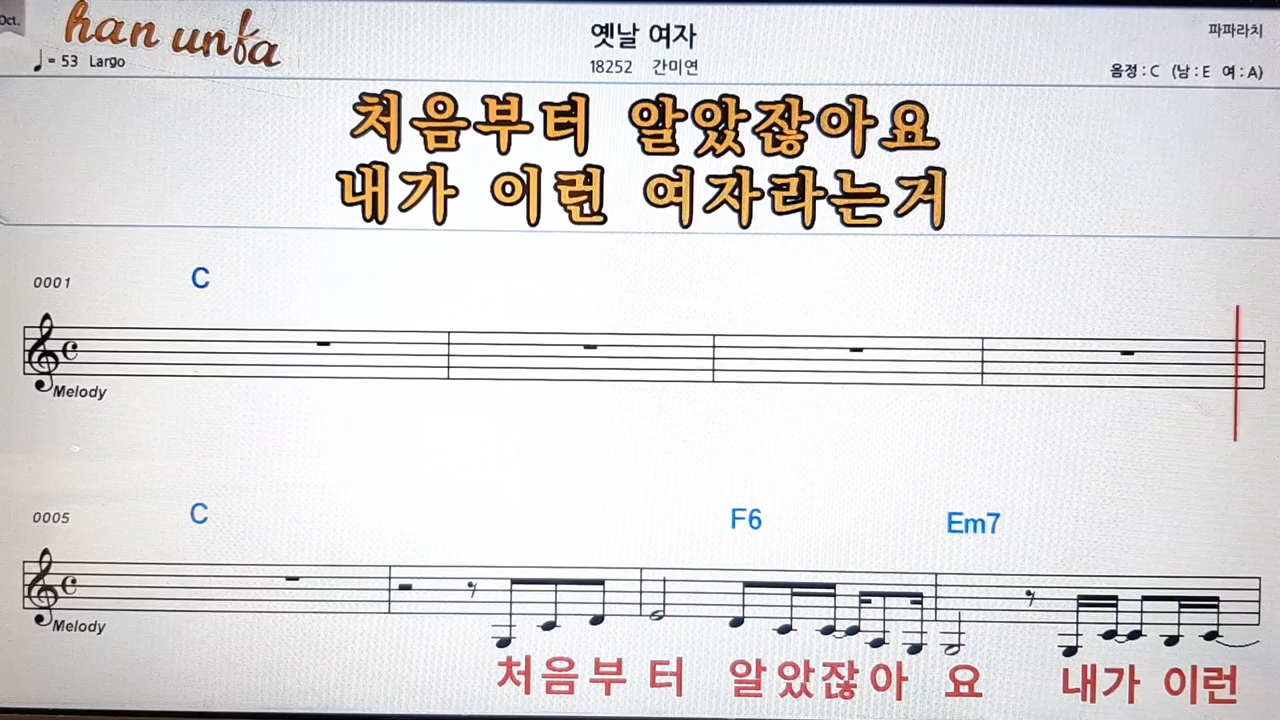 Oct.
han unfa
옛날 여자
파파라치
♩= 53 Largo
18252 간미연
음정 : C (남 : E 여 : A)
처음부터 알았잖아요
내가 이런 여자라는거
0001
C
Melody
0005
C F6 Em7
Melody
처음부 터 알았잖아 요 내가 이런